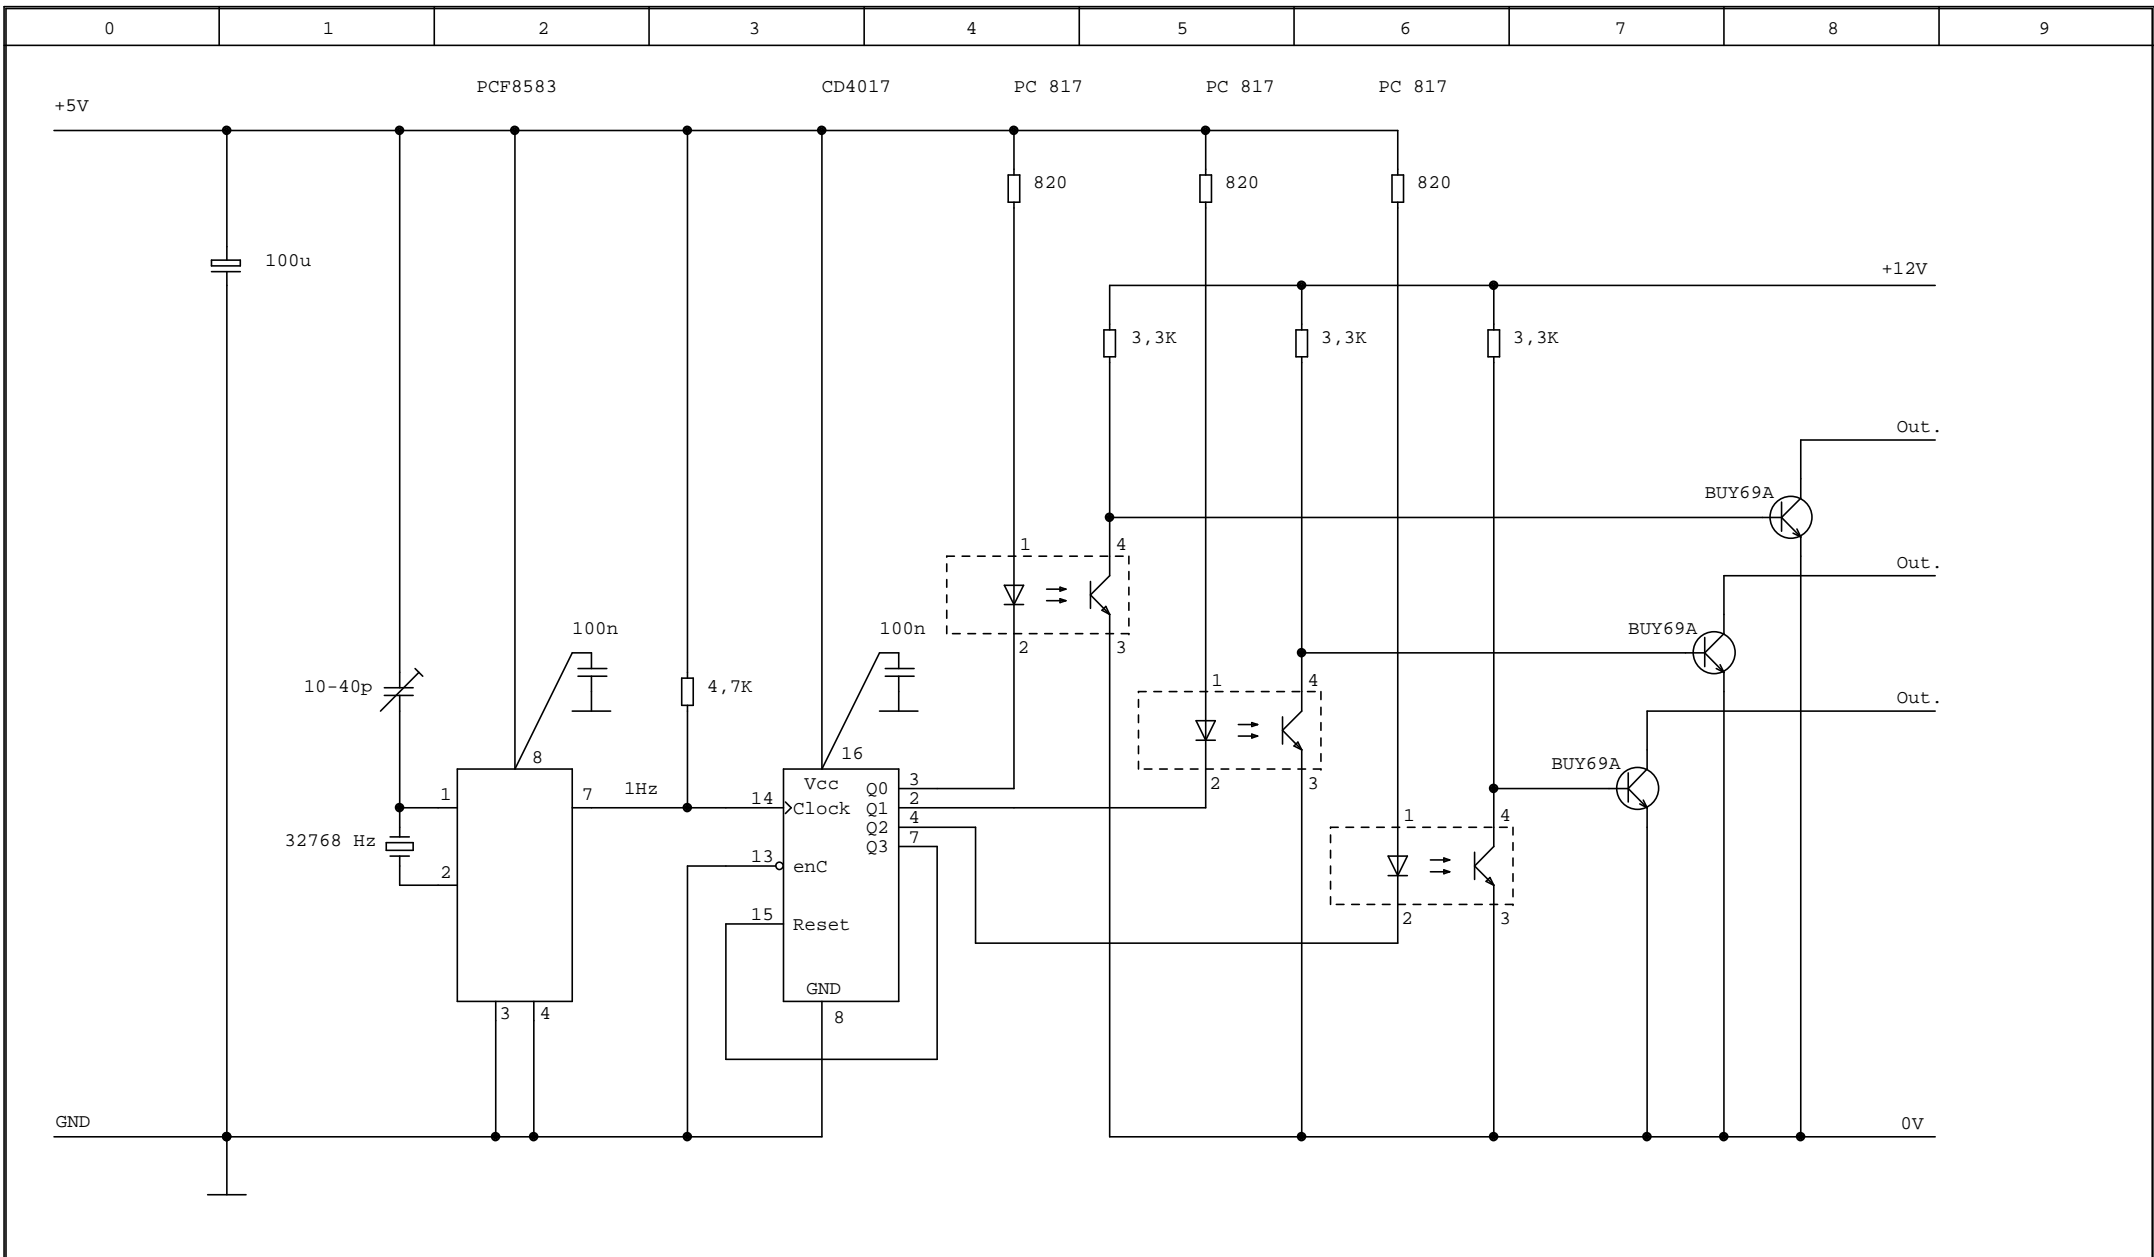 0 1 2 3 4 5 6 7 8 9
PCF8583 CD4017 PC 817 PC 817 PC 817
+5V
820 820 820
100u
+12V
3,3K 3,3K 3,3K
Out.
BUY69A
1 4
Out.
100n 100n
BUY69A
2 3
1 4
10-40p
4,7K
Out.
8
16
BUY69A
Vcc
2 3
1
7
1Hz
14
Clock
Q0 3
Q1 2
Q2 4
Q3 7
1 4
32768 Hz
13
enC
2
15
Reset
2 3
GND
3 4
8
GND
0V